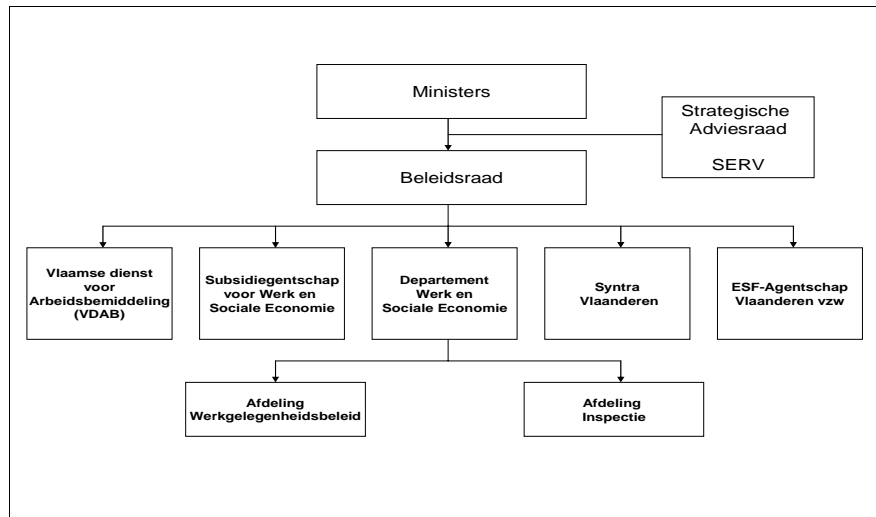 Ministers
Strategische
Adviesraad
SERV
Beleidsraad
Vlaamse dienst
voor
Arbeidsbemiddeling
(VDAB)
Subsidiegentschap
voor Werk en
Sociale Economie
Departement
Werk en
Sociale Economie
Syntra
Vlaanderen
ESF-Agentschap
Vlaanderen vzw
Afdeling
Werkgelegenheidsbeleid
Afdeling
Inspectie